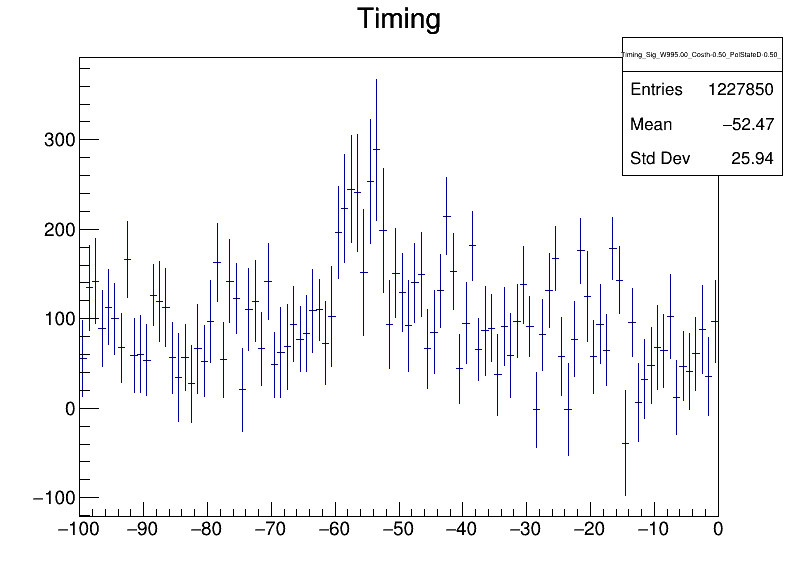 Timing
Timing_Sig_W995.00_Costh-0.50_PolStateD-0.50_
Entries 1227850
Mean −52.47
Std Dev 25.94
300
200
100
0
−100
−100 −90 −80 −70 −60 −50 −40 −30 −20 −10 0